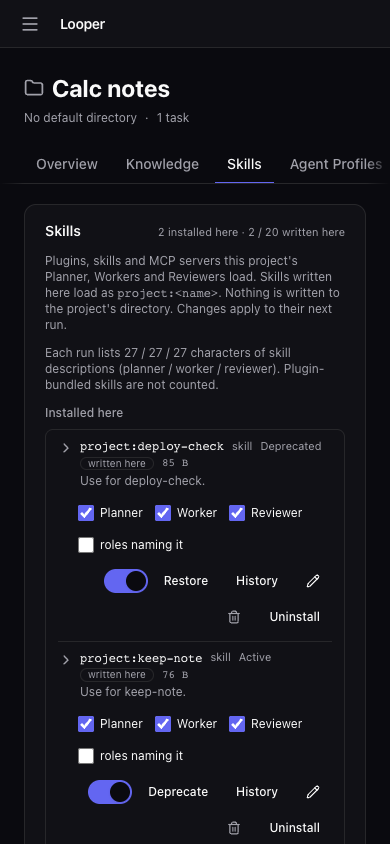 Looper
Calc notes
No default directory · 1 task
Overview Knowledge Skills Agent Profiles
Skills 2 installed here · 2 / 20 written here
Plugins, skills and MCP servers this project's
Planner, Workers and Reviewers load. Skills written
here load as project:<name>. Nothing is written to
the project's directory. Changes apply to their next
run.
Each run lists 27 / 27 / 27 characters of skill
descriptions (planner / worker / reviewer). Plugin-
bundled skills are not counted.
Installed here
project:deploy-check skill Deprecated
written here 85 B
Use for deploy-check.
Planner Worker Reviewer
roles naming it
Restore History
Uninstall
project:keep-note skill Active
written here 76 B
Use for keep-note.
Planner Worker Reviewer
roles naming it
Deprecate History
Uninstall